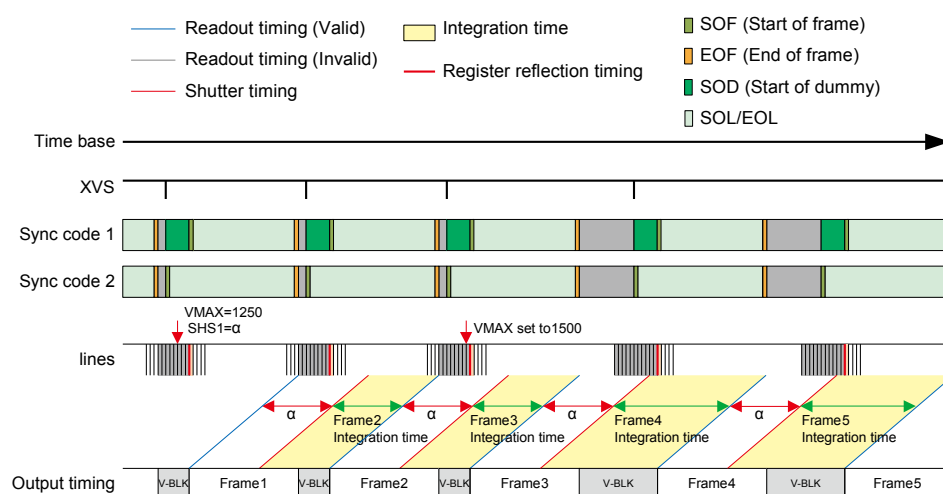 Readout timing (Valid)
Readout timing (Invalid)
Shutter timing
Integration time
Register reflection timing
SOF (Start of frame)
EOF (End of frame)
SOD (Start of dummy)
SOL/EOL
Time base
XVS
Sync code 1
Sync code 2
VMAX=1250
SHS1=α
VMAX set to1500
lines
α
Frame2
Integration time
α
Frame3
Integration time
α
Frame4
Integration time
α
Frame5
Integration time
Output timing
V-BLK
Frame1
V-BLK
Frame2
V-BLK
Frame3
V-BLK
Frame4
V-BLK
Frame5